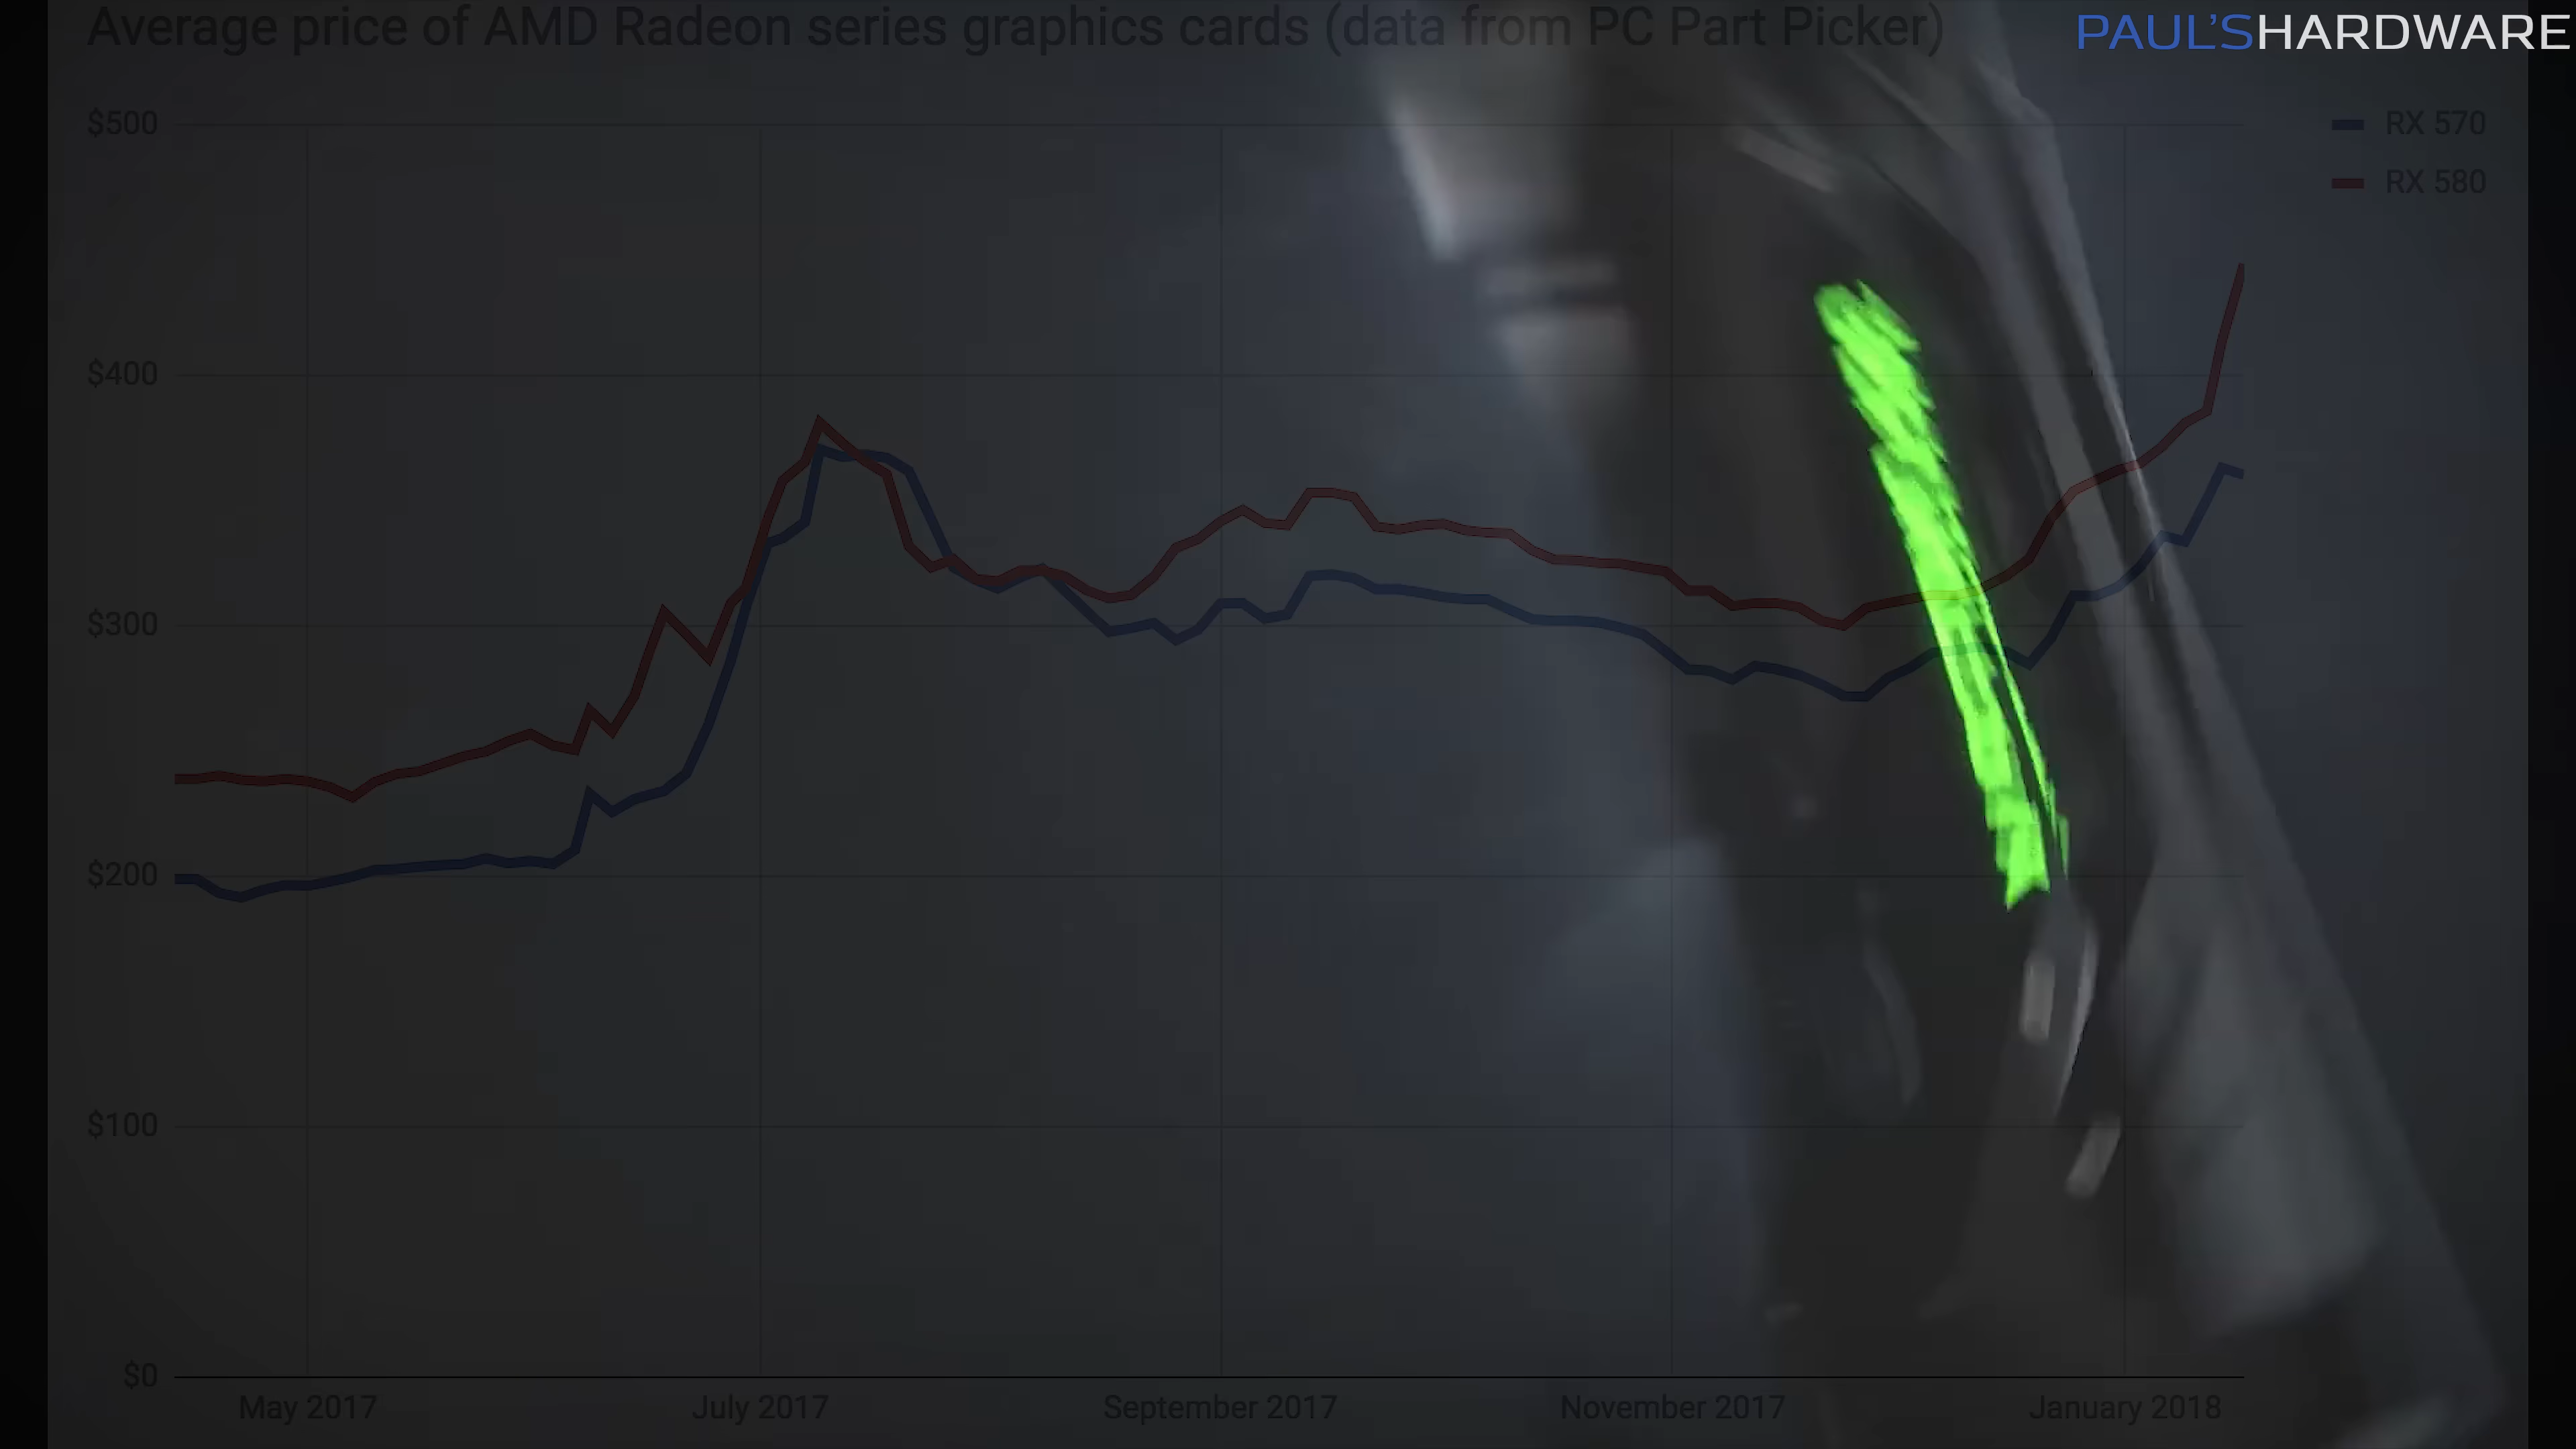 Average price of AMD Radeon series graphics cards (data from PC Part Picker)
PAUL'SHARDWARE
$500
RX 570
RX 580
$400
$300
$200
$100
$0
May 2017
July 2017
September 2017
November 2017
January 2018